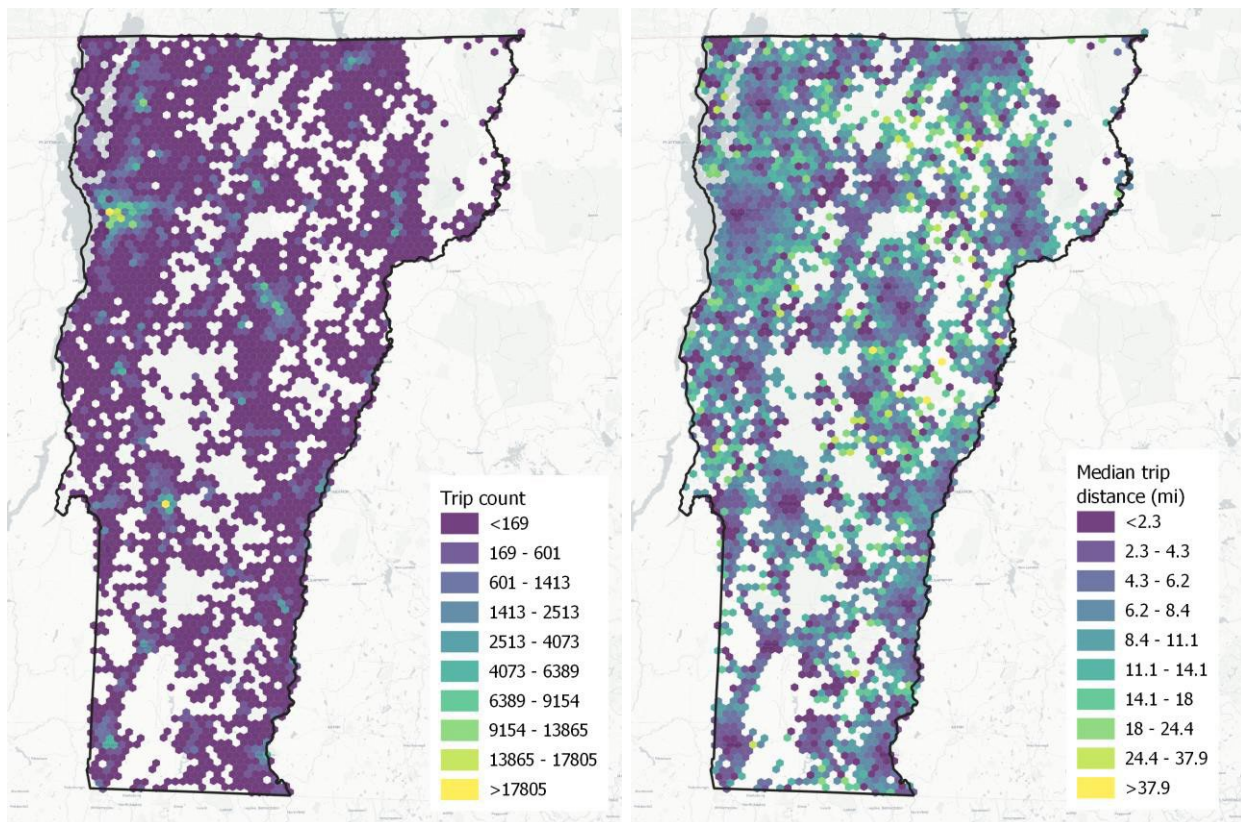 Trip count
<169
169 - 601
601 - 1413
1413 - 2513
2513 - 4073
4073 - 6389
6389 - 9154
9154 - 13865
13865 - 17805
>17805
Median trip
distance (mi)
<2.3
2.3 - 4.3
4.3 - 6.2
6.2 - 8.4
8.4 - 11.1
11.1 - 14.1
14.1 - 18
18 - 24.4
24.4 - 37.9
>37.9